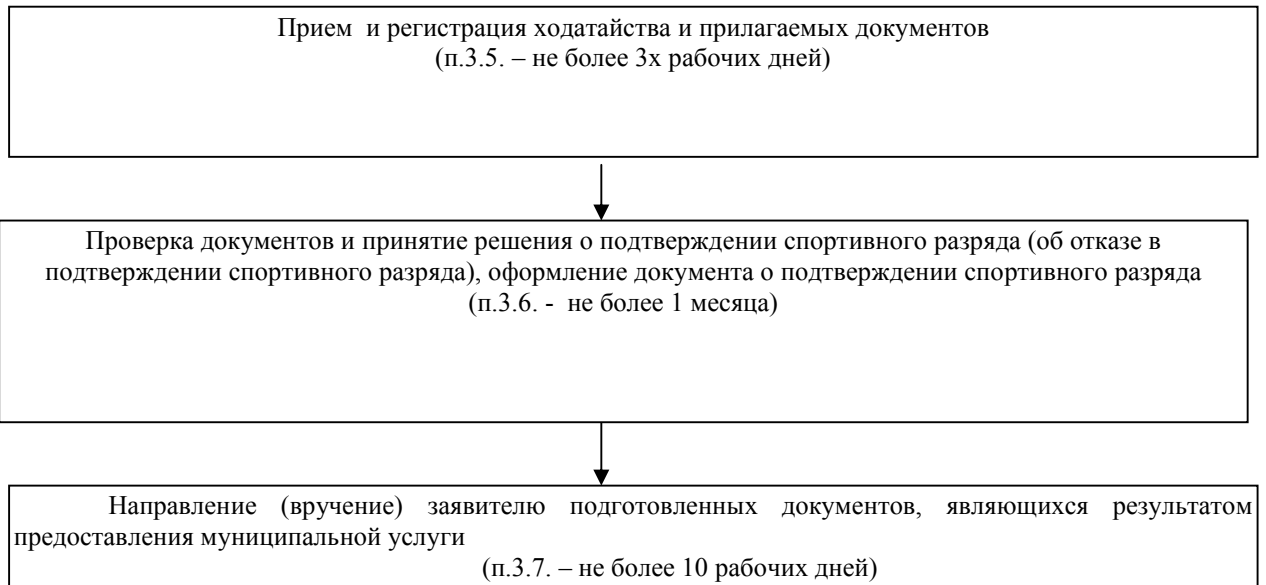 Прием и регистрация ходатайства и прилагаемых документов
(п.3.5. – не более 3х рабочих дней)
Проверка документов и принятие решения о подтверждении спортивного разряда (об отказе в
подтверждении спортивного разряда), оформление документа о подтверждении спортивного разряда
(п.3.6. - не более 1 месяца)
Направление (вручение) заявителю подготовленных документов, являющихся результатом
предоставления муниципальной услуги
(п.3.7. – не более 10 рабочих дней)